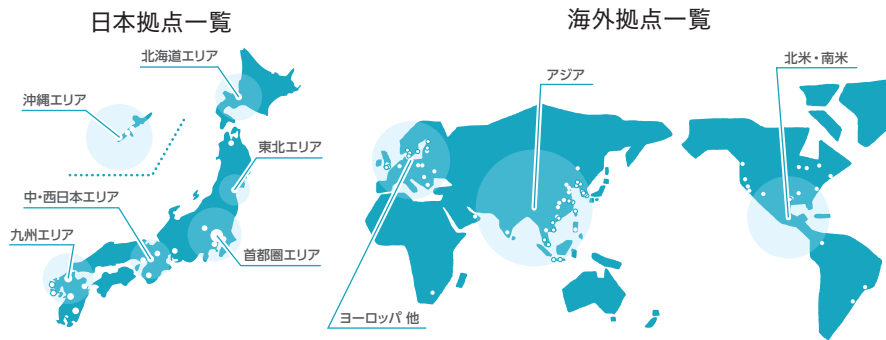 日本拠点一覧
北海道エリア
沖縄エリア
東北エリア
中・西日本エリア
九州エリア
首都圏エリア
海外拠点一覧
アジア
北米・南米
ヨーロッパ 他